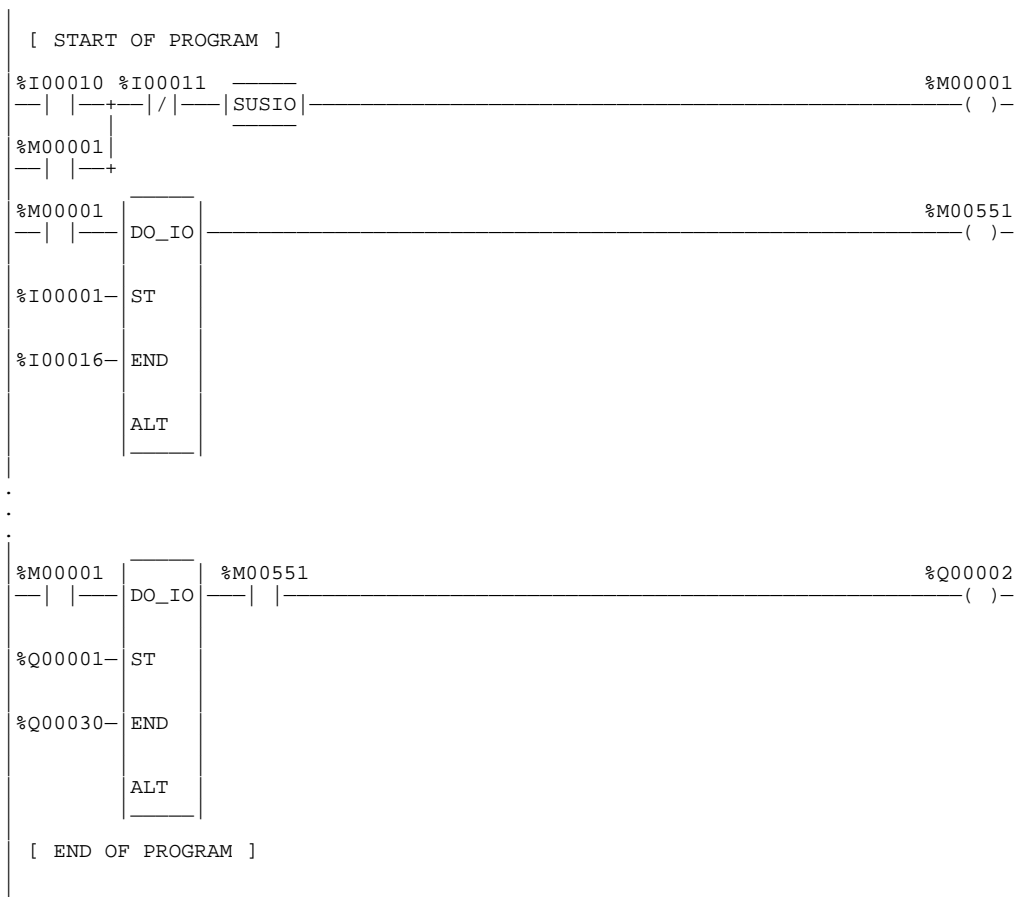 [ START OF PROGRAM ]
%I00010 %I00011 %M00001
SUSIO ( )
%M00001
%M00001 %M00551
DO_IO ( )
%I00001 ST
%I00016 END
ALT
.
.
.
%M00001 %M00551 %Q00002
DO_IO ( )
%Q00001 ST
%Q00030 END
ALT
[ END OF PROGRAM ]